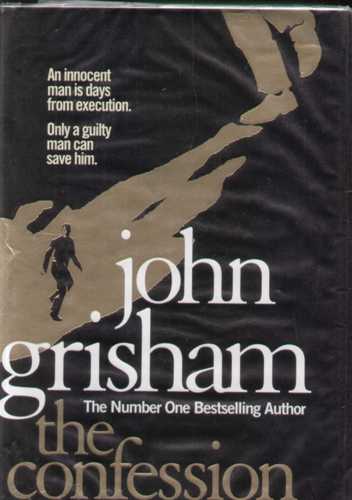 An innocent
man is days
from execution.
Only a guilty
man can
save him.
john
grisham
The Number One Bestselling Author
the
confession